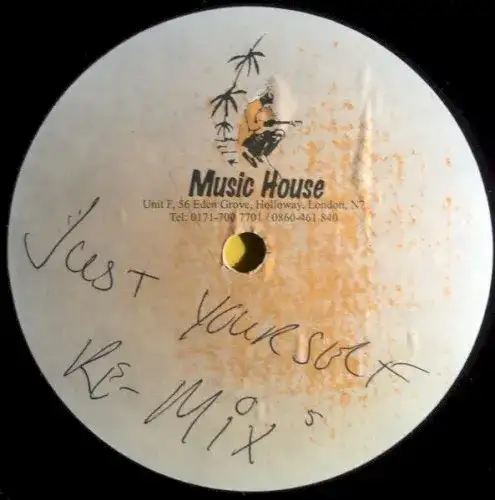 Music House
Unit F, 56 Eden Grove, Holloway, London, N7
Tel: 0171-700 7701 / 0860-461 840
Just Yourself
Re-Mix's